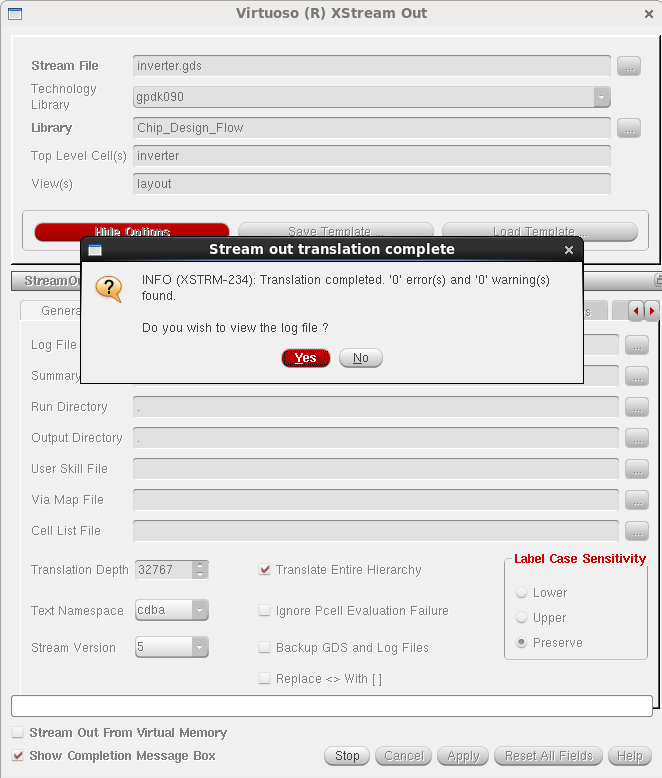 Virtuoso (R) XStream Out
Stream File
inverter.gds
...
Technology
Library
gpdk090
Library
Chip_Design_Flow
...
Top Level Cell(s)
inverter
View(s)
layout
Hide Options
Save Template ...
Load Template ...
Stream out translation complete
INFO (XSTRM-234): Translation completed. '0' error(s) and '0' warning(s)
found.
Do you wish to view the log file ?
Yes
No
StreamOu
Genera
s
Log File
...
Summary
...
Run Directory
.
...
Output Directory
.
...
User Skill File
...
Via Map File
...
Cell List File
...
Translation Depth
32767
Translate Entire Hierarchy
Label Case Sensitivity
Lower
Text Namespace
cdba
Ignore Pcell Evaluation Failure
Upper
Stream Version
5
Backup GDS and Log Files
Preserve
Replace <> With [ ]
Stream Out From Virtual Memory
Show Completion Message Box
Stop
Cancel
Apply
Reset All Fields
Help